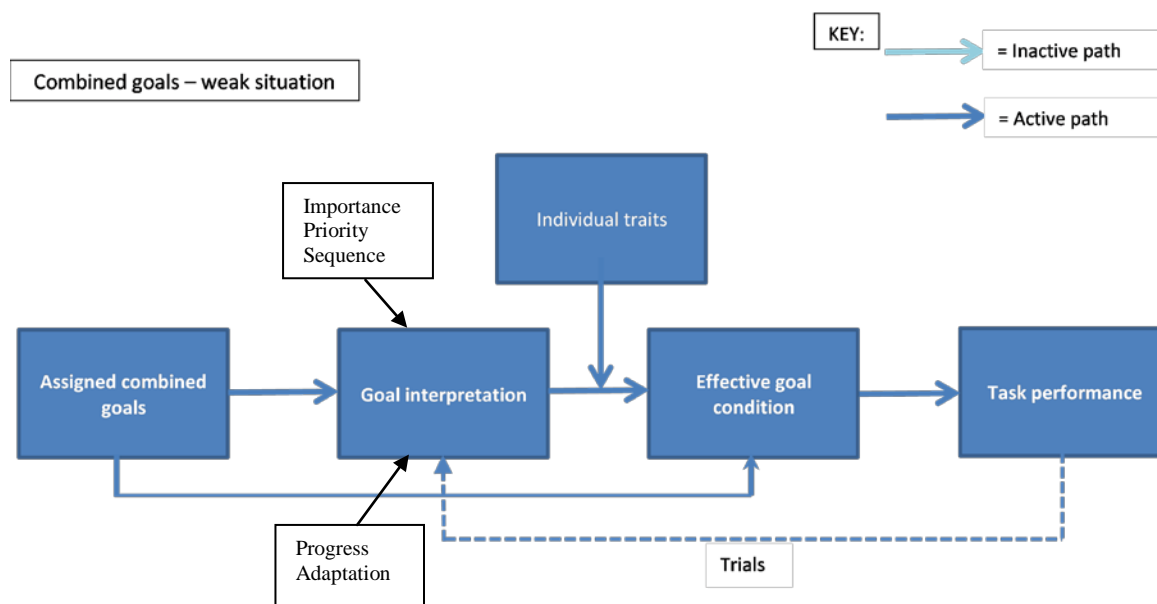 KEY:
= Inactive path
Combined goals – weak situation
= Active path
Importance
Priority
Sequence
Individual traits
Assigned combined
goals
Goal interpretation
Effective goal
condition
Task performance
Progress
Adaptation
Trials